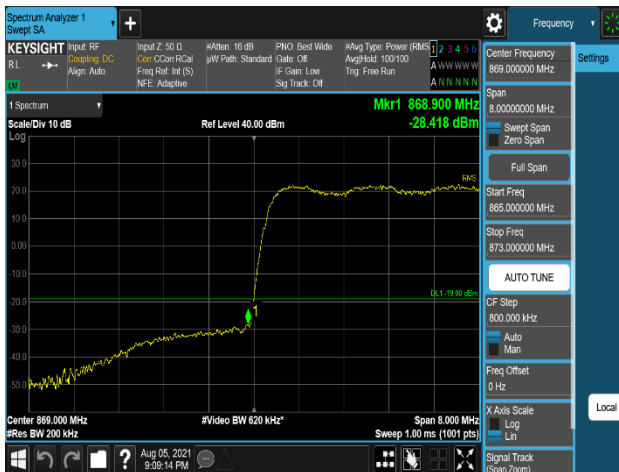 Spectrum Analyzer 1
Swept SA
Frequency
KEYSIGHT
RL
Input: RF
Coupling: DC
Align: Auto
Input Z: 50 Ω
Corr CCorr RCal
Freq Ref: Int (S)
NFE: Adaptive
#Atten: 16 dB
µW Path: Standard
PNO: Best Wide
Gate: Off
IF Gain: Low
Sig Track: Off
#Avg Type: Power (RMS
Avg|Hold: 100/100
Trig: Free Run
1 2 3 4 5 6
A W W W W W
A N N N N N
1 Spectrum
Scale/Div 10 dB
Log
Ref Level 40.00 dBm
Mkr1 868.900 MHz
-28.418 dBm
30.0
20.0
10.0
0.00
-10.0
-20.0
-30.0
-40.0
-50.0
RMS
DL1 -19.00 dBm
1
Center 869.000 MHz
#Res BW 200 kHz
#Video BW 620 kHz*
Span 8.000 MHz
Sweep 1.00 ms (1001 pts)
Aug 05, 2021
9:09:14 PM
?
Center Frequency
869.000000 MHz
Settings
Span
8.00000000 MHz
Swept Span
Zero Span
Full Span
Start Freq
865.000000 MHz
Stop Freq
873.000000 MHz
AUTO TUNE
CF Step
800.000 kHz
Auto
Man
Freq Offset
0 Hz
X Axis Scale
Log
Lin
Local
Signal Track
(Span Zoom)